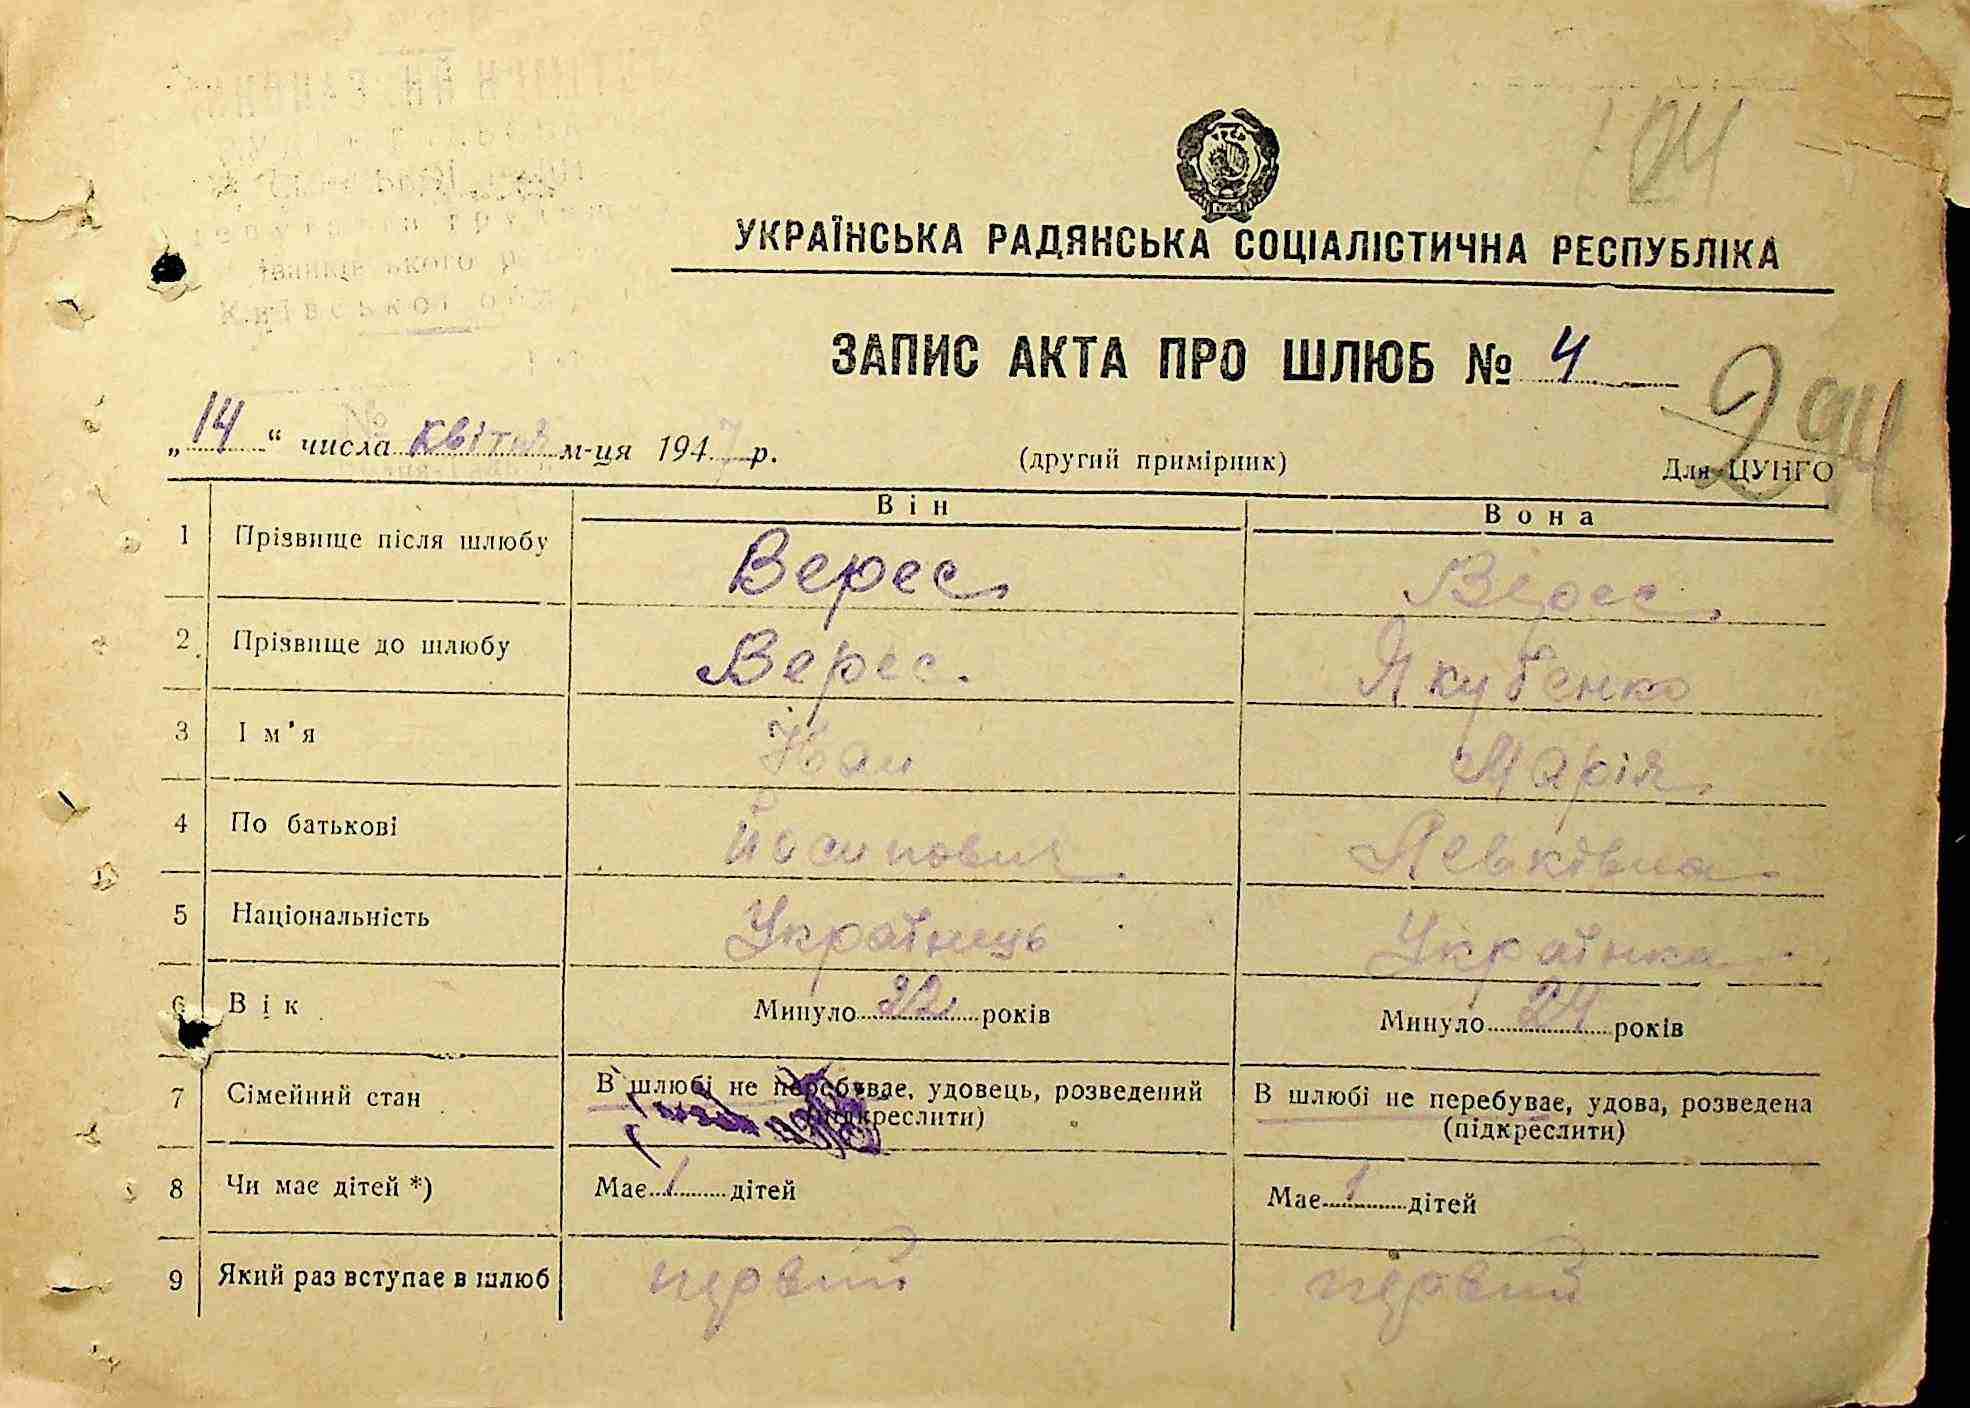 УКРАЇНСЬКА РАДЯНСЬКА СОЦІАЛІСТИЧНА РЕСПУБЛІКА
ЗАПИС АКТА ПРО ШЛЮБ № 4
294
„14“ числа квітня м-ця 1947 р. (другий примірник) Для ЦУНГО
Він Вона
1 Прізвище після шлюбу Верес Верес
2 Прізвище до шлюбу Верес. Якубенко
3 Ім'я Іван Марія
4 По батькові Йосипович Левківна
5 Національність Українець Українка
6 Вік Минуло 22 років Минуло 24 років
7 Сімейний стан В шлюбі не перебуває, удовець, розведений В шлюбі не перебуває, удова, розведена
(підкреслити) (підкреслити)
8 Чи має дітей *) Має 1 дітей Має 1 дітей
9 Який раз вступає в шлюб первий первий